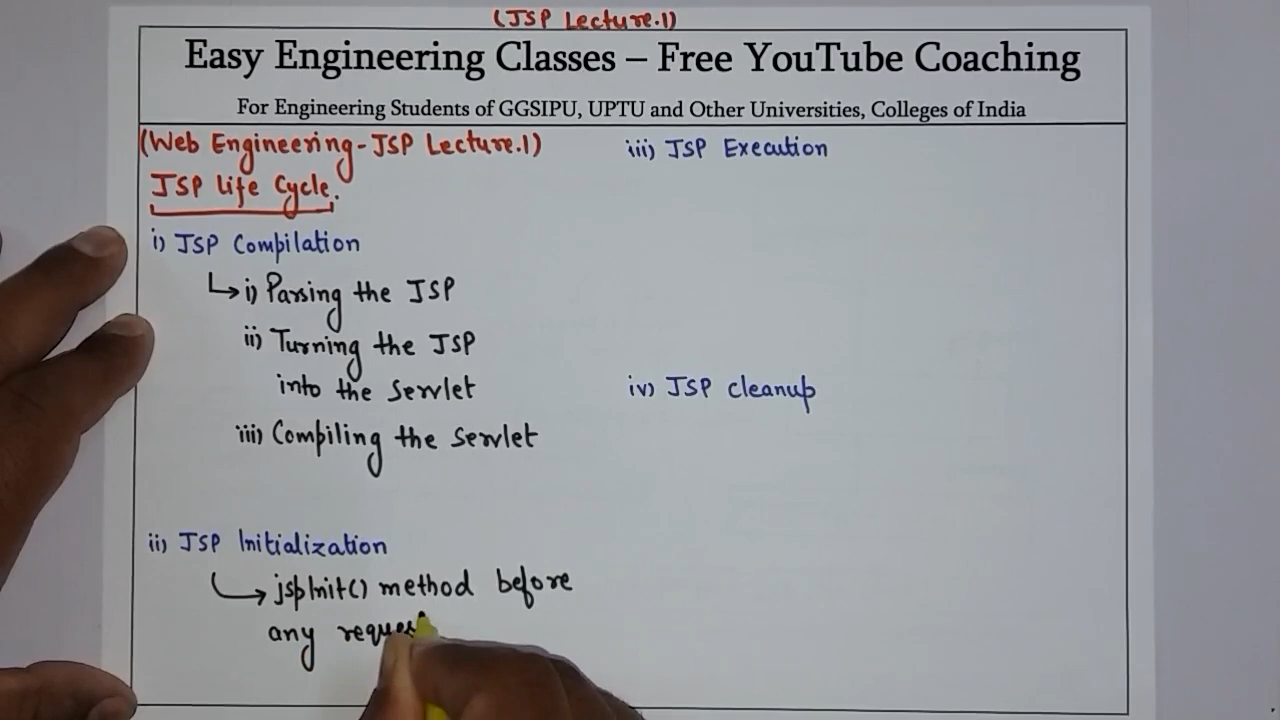 (JSP Lecture.1)
Easy Engineering Classes – Free YouTube Coaching
For Engineering Students of GGSIPU, UPTU and Other Universities, Colleges of India
(Web Engineering-JSP Lecture.1)
JSP Life Cycle.
i) JSP Compilation
i) Parsing the JSP
ii) Turning the JSP
into the Servlet
iii) Compiling the Servlet
ii) JSP Initialization
jspInit() method before
any reques
iii) JSP Execution
iv) JSP cleanup